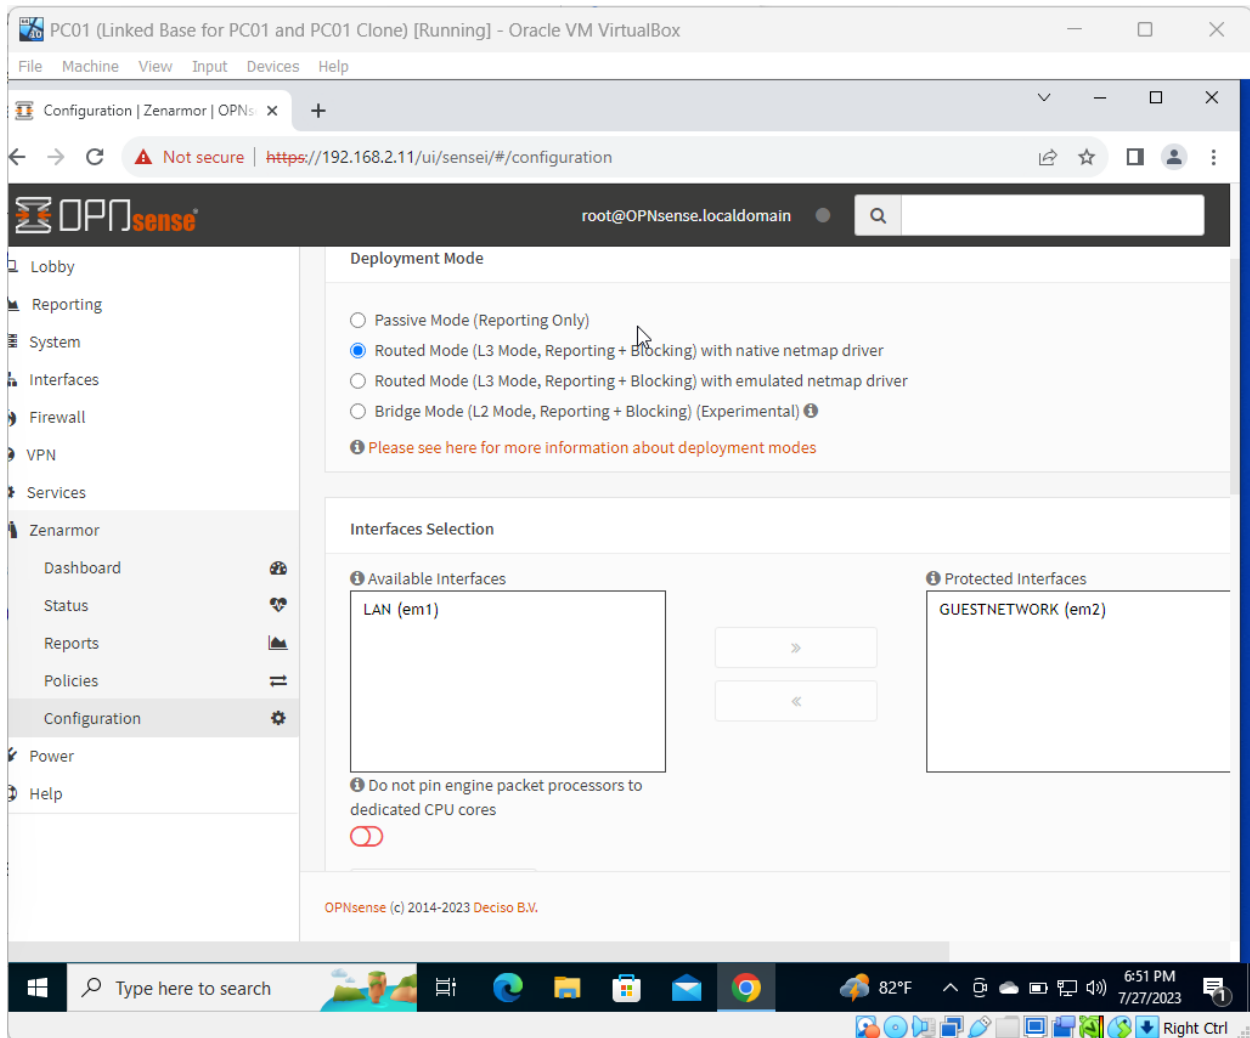 PC01 (Linked Base for PC01 and PC01 Clone) [Running] - Oracle VM VirtualBox
File Machine View Input Devices Help
Configuration | Zenarmor | OPNs
Not secure https://192.168.2.11/ui/sensei/#/configuration
OPNsense
root@OPNsense.localdomain
Lobby
Reporting
System
Interfaces
Firewall
VPN
Services
Zenarmor
Dashboard
Status
Reports
Policies
Configuration
Power
Help
Deployment Mode
Passive Mode (Reporting Only)
Routed Mode (L3 Mode, Reporting + Blocking) with native netmap driver
Routed Mode (L3 Mode, Reporting + Blocking) with emulated netmap driver
Bridge Mode (L2 Mode, Reporting + Blocking) (Experimental)
Please see here for more information about deployment modes
Interfaces Selection
Available Interfaces
LAN (em1)
»
«
Protected Interfaces
GUESTNETWORK (em2)
Do not pin engine packet processors to
dedicated CPU cores
OPNsense (c) 2014-2023 Deciso B.V.
Type here to search
82°F
6:51 PM
7/27/2023
1
Right Ctrl